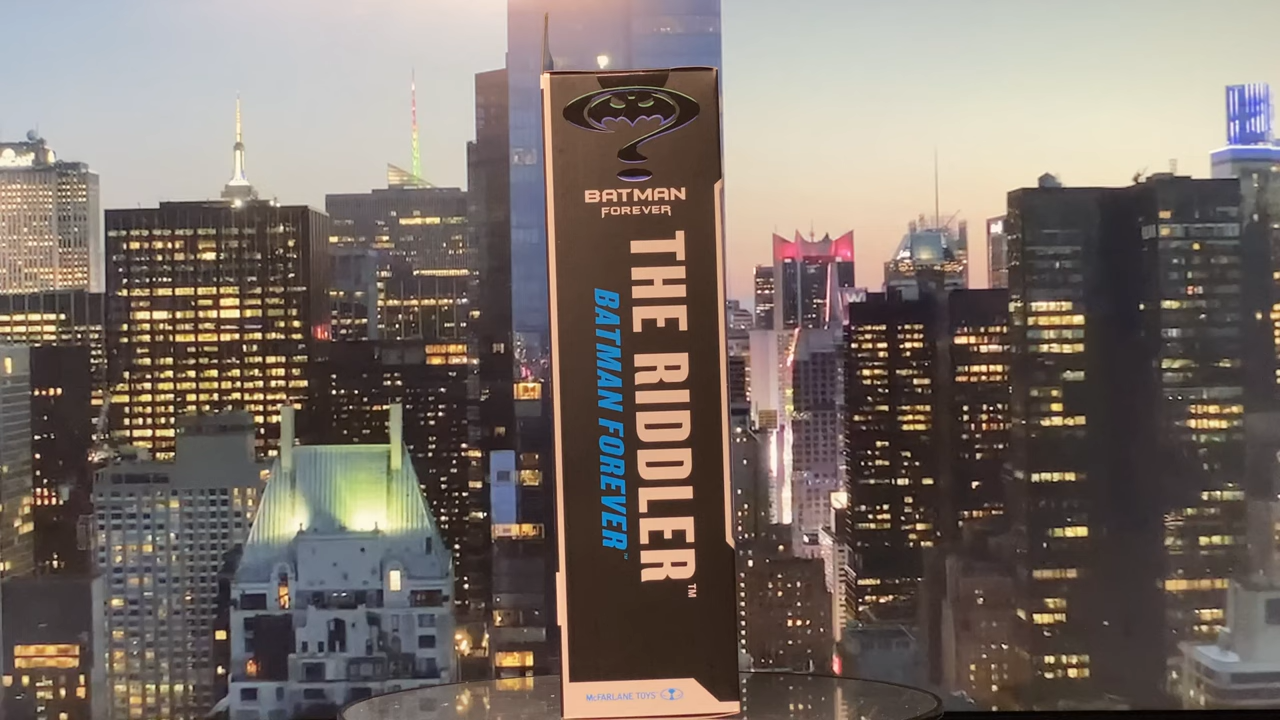 BATMAN
FOREVER
THE RIDDLER™
BATMAN FOREVER™
McFARLANE TOYS